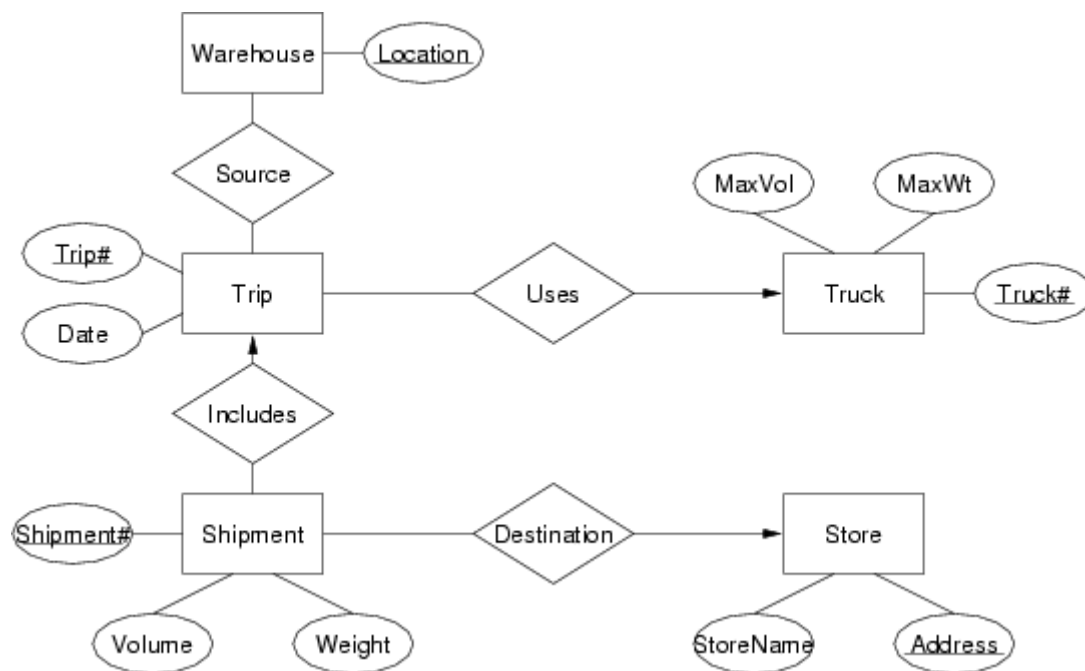 Warehouse
Location
Source
MaxVol
MaxWt
Trip#
Trip
Uses
Truck
Truck#
Date
Includes
Shipment#
Shipment
Destination
Store
Volume
Weight
StoreName
Address